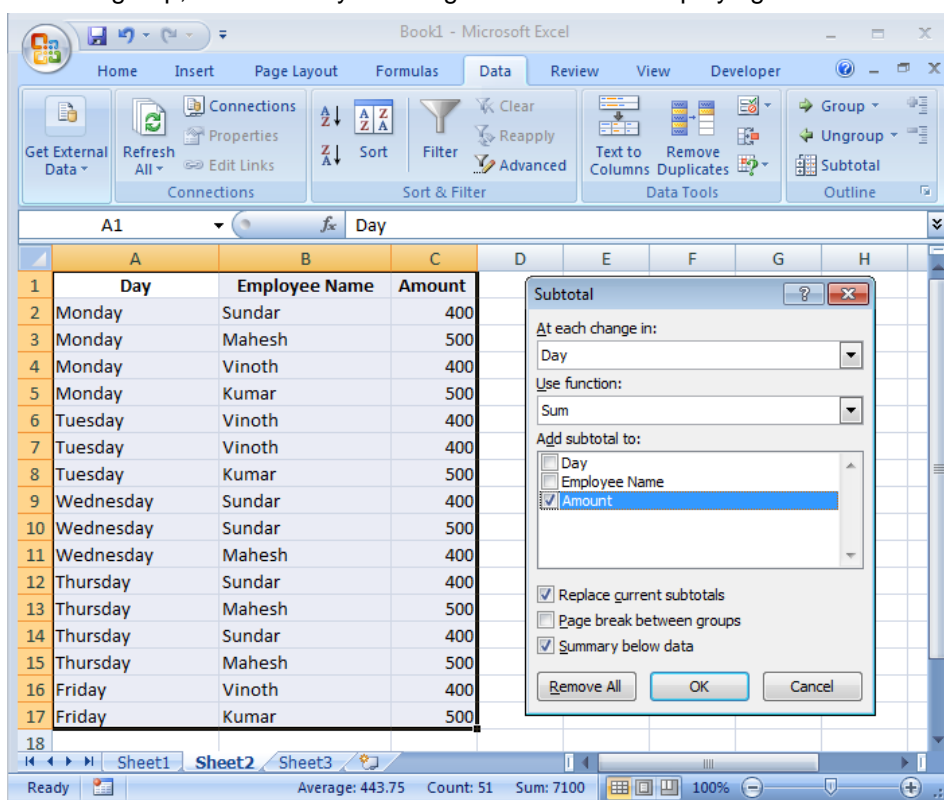 Book1 - Microsoft Excel
Home Insert Page Layout Formulas Data Review View Developer
Get External Data
Refresh All
Connections
Properties
Edit Links
Connections
Sort
Filter
Clear
Reapply
Advanced
Sort & Filter
Text to Columns
Remove Duplicates
Data Tools
Group
Ungroup
Subtotal
Outline
A1 fx Day
A B C D E F G H
1 Day Employee Name Amount
2 Monday Sundar 400
3 Monday Mahesh 500
4 Monday Vinoth 400
5 Monday Kumar 500
6 Tuesday Vinoth 400
7 Tuesday Vinoth 400
8 Tuesday Kumar 500
9 Wednesday Sundar 400
10 Wednesday Sundar 500
11 Wednesday Mahesh 400
12 Thursday Sundar 400
13 Thursday Mahesh 500
14 Thursday Sundar 400
15 Thursday Mahesh 500
16 Friday Vinoth 400
17 Friday Kumar 500
18
Subtotal
At each change in:
Day
Use function:
Sum
Add subtotal to:
Day
Employee Name
Amount
Replace current subtotals
Page break between groups
Summary below data
Remove All OK Cancel
Sheet1 Sheet2 Sheet3
Ready Average: 443.75 Count: 51 Sum: 7100 100%